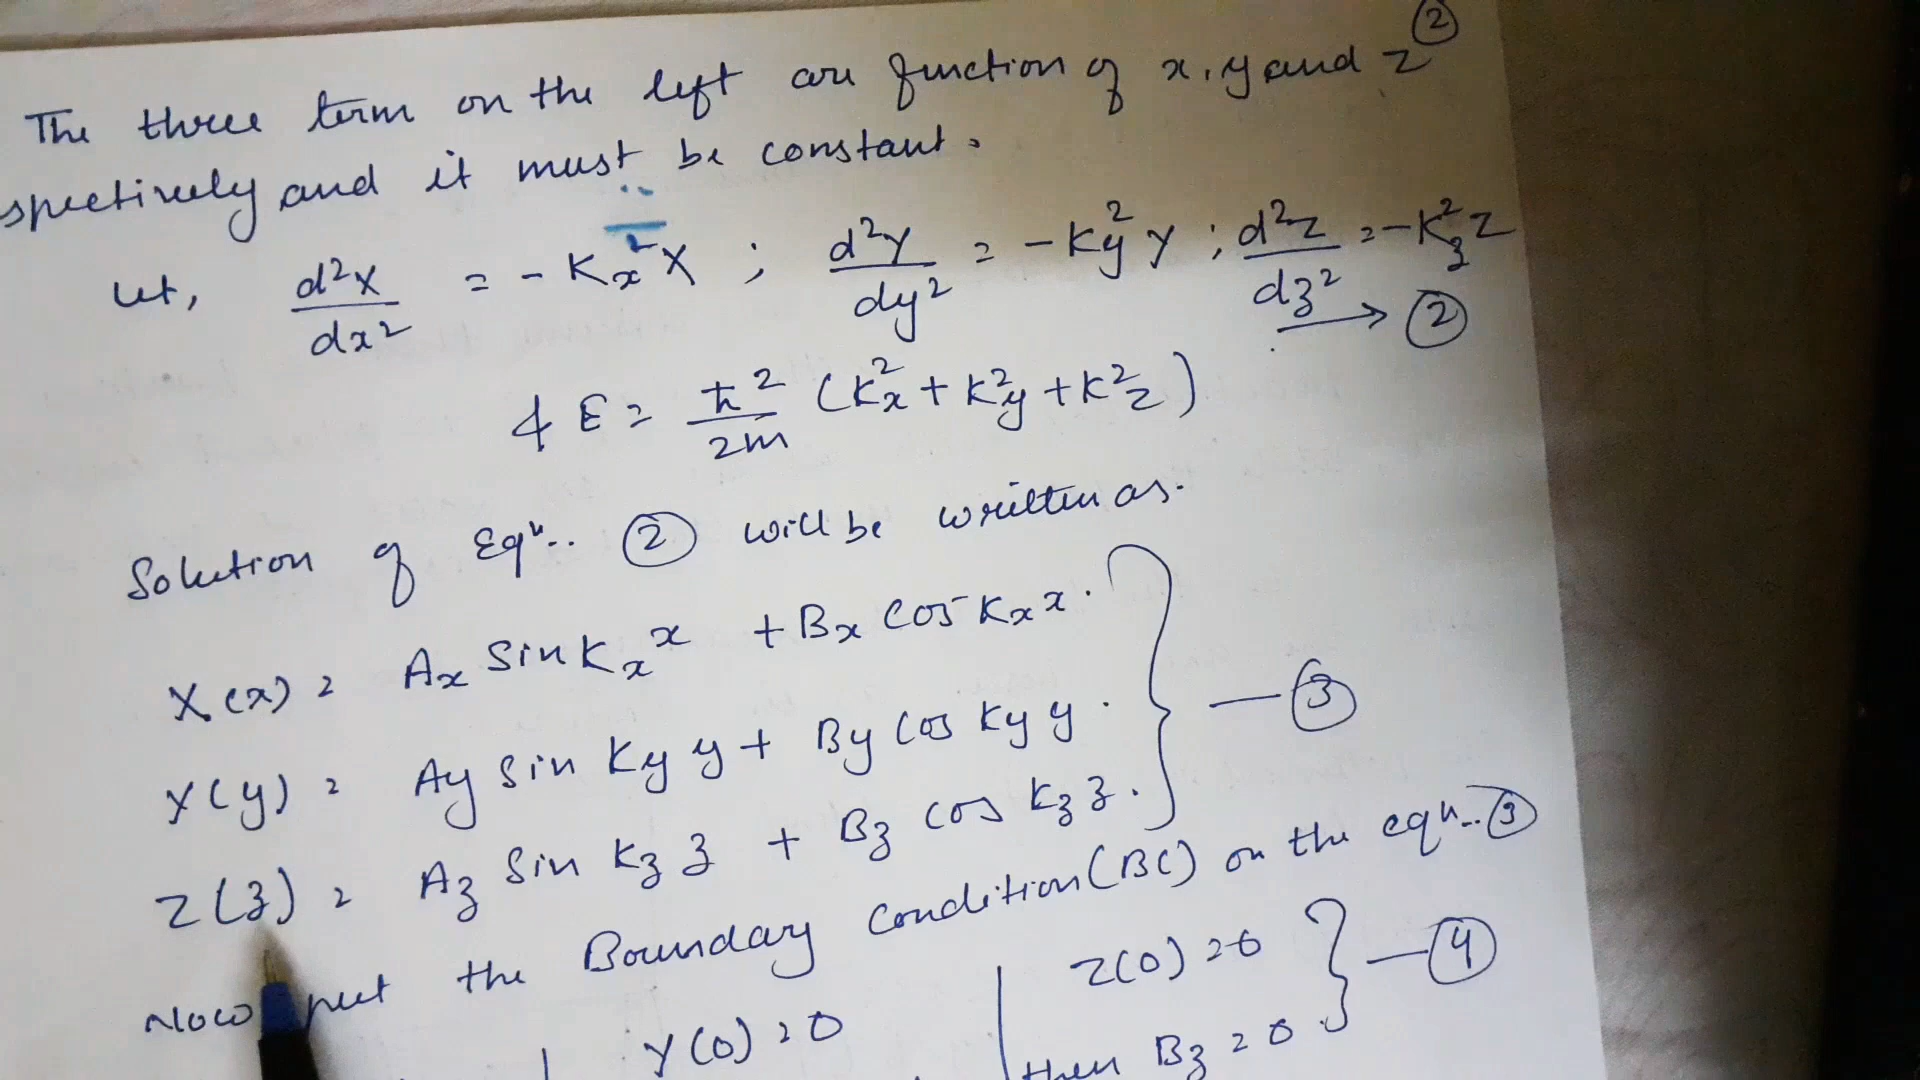 ②
The three term on the left are function of x, y and z
spectively and it must be constant.
Let, d²X/dx² = -Kx²X ; d²Y/dy² = -Ky²Y ; d²Z/dz² = -Kz²Z → ②
& E = ħ²/2m (Kx² + Ky² + Kz²)
Solution of Eqn.. ② will be written as.
X(x) = Ax Sin Kx x + Bx Cos Kx x.
Y(y) = Ay Sin Ky y + By Cos Ky y.
Z(z) = Az Sin Kz z + Bz cos Kz z. } — ③
Now put the Boundary Condition (BC) on the eqn.. ③
Y(0) = 0 | Z(0) = 0
then Bz = 0 } — ④